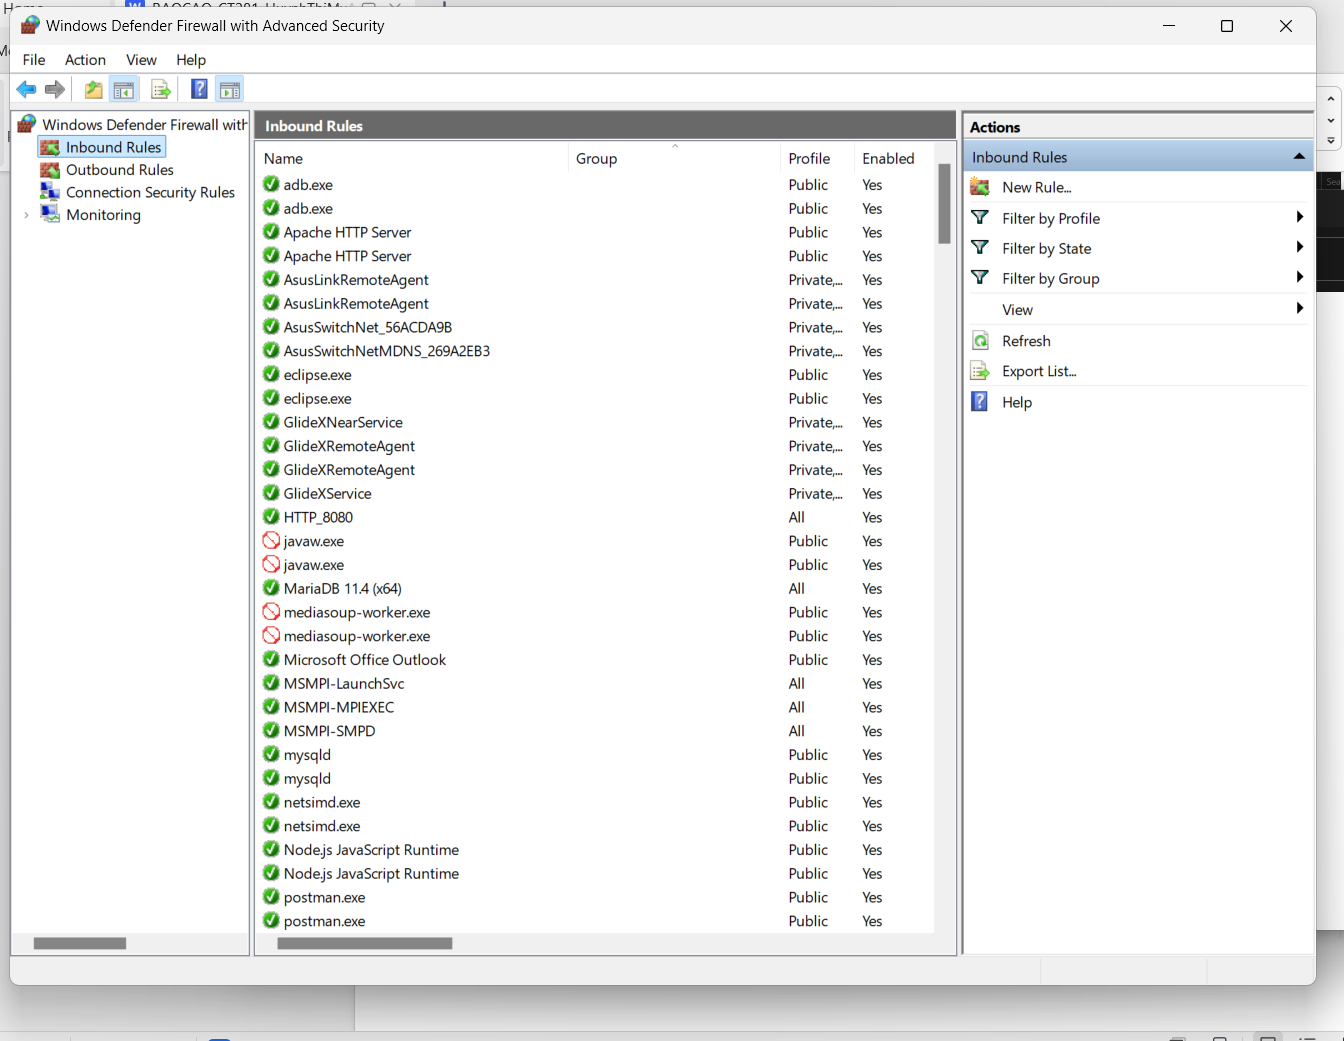 Windows Defender Firewall with Advanced Security
File Action View Help
Windows Defender Firewall with
Inbound Rules
Outbound Rules
Connection Security Rules
Monitoring
Inbound Rules
Name Group Profile Enabled
adb.exe Public Yes
adb.exe Public Yes
Apache HTTP Server Public Yes
Apache HTTP Server Public Yes
AsusLinkRemoteAgent Private,... Yes
AsusLinkRemoteAgent Private,... Yes
AsusSwitchNet_56ACDA9B Private,... Yes
AsusSwitchNetMDNS_269A2EB3 Private,... Yes
eclipse.exe Public Yes
eclipse.exe Public Yes
GlideXNearService Private,... Yes
GlideXRemoteAgent Private,... Yes
GlideXRemoteAgent Private,... Yes
GlideXService Private,... Yes
HTTP_8080 All Yes
javaw.exe Public Yes
javaw.exe Public Yes
MariaDB 11.4 (x64) All Yes
mediasoup-worker.exe Public Yes
mediasoup-worker.exe Public Yes
Microsoft Office Outlook Public Yes
MSMPI-LaunchSvc All Yes
MSMPI-MPIEXEC All Yes
MSMPI-SMPD All Yes
mysqld Public Yes
mysqld Public Yes
netsimd.exe Public Yes
netsimd.exe Public Yes
Node.js JavaScript Runtime Public Yes
Node.js JavaScript Runtime Public Yes
postman.exe Public Yes
postman.exe Public Yes
Actions
Inbound Rules
New Rule...
Filter by Profile
Filter by State
Filter by Group
View
Refresh
Export List...
Help